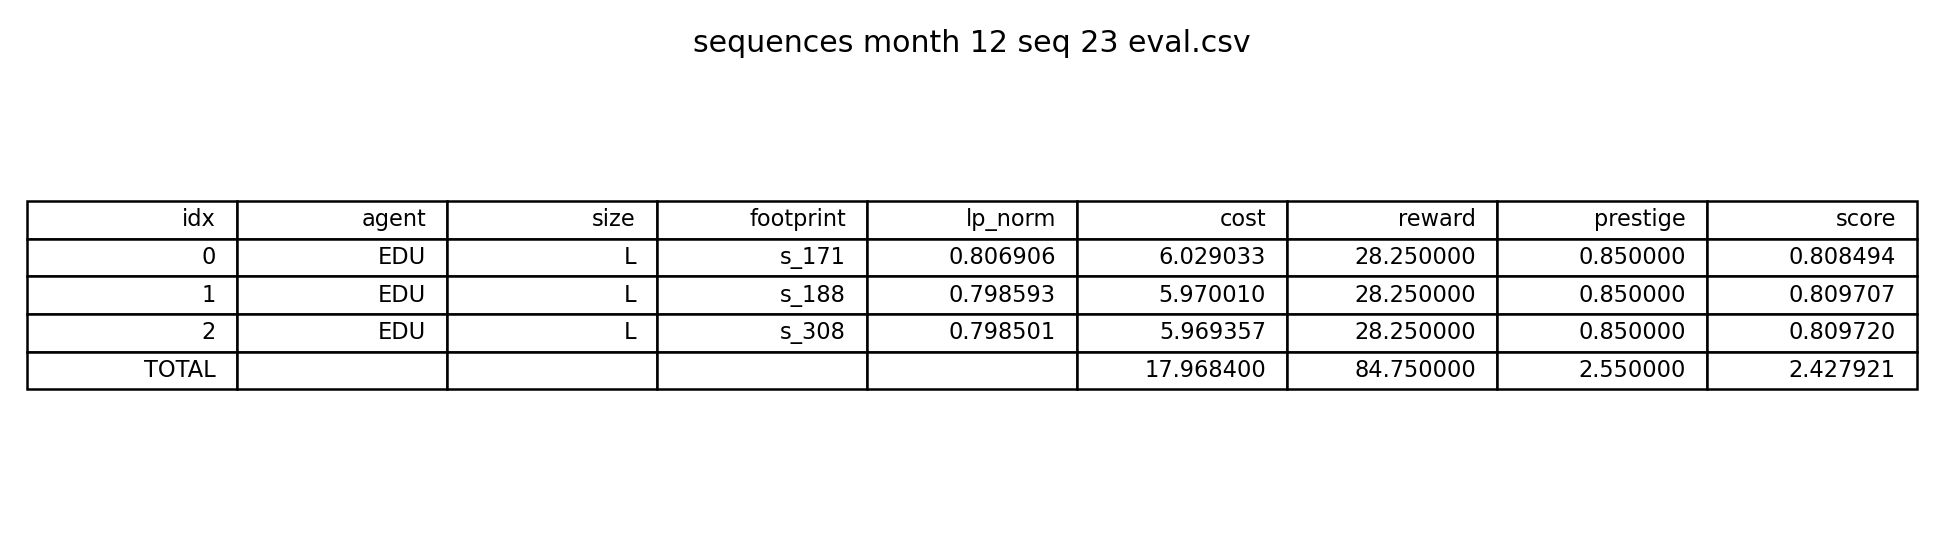 sequences month 12 seq 23 eval.csv
idx agent size footprint lp_norm cost reward prestige score
0 EDU L s_171 0.806906 6.029033 28.250000 0.850000 0.808494
1 EDU L s_188 0.798593 5.970010 28.250000 0.850000 0.809707
2 EDU L s_308 0.798501 5.969357 28.250000 0.850000 0.809720
TOTAL 17.968400 84.750000 2.550000 2.427921